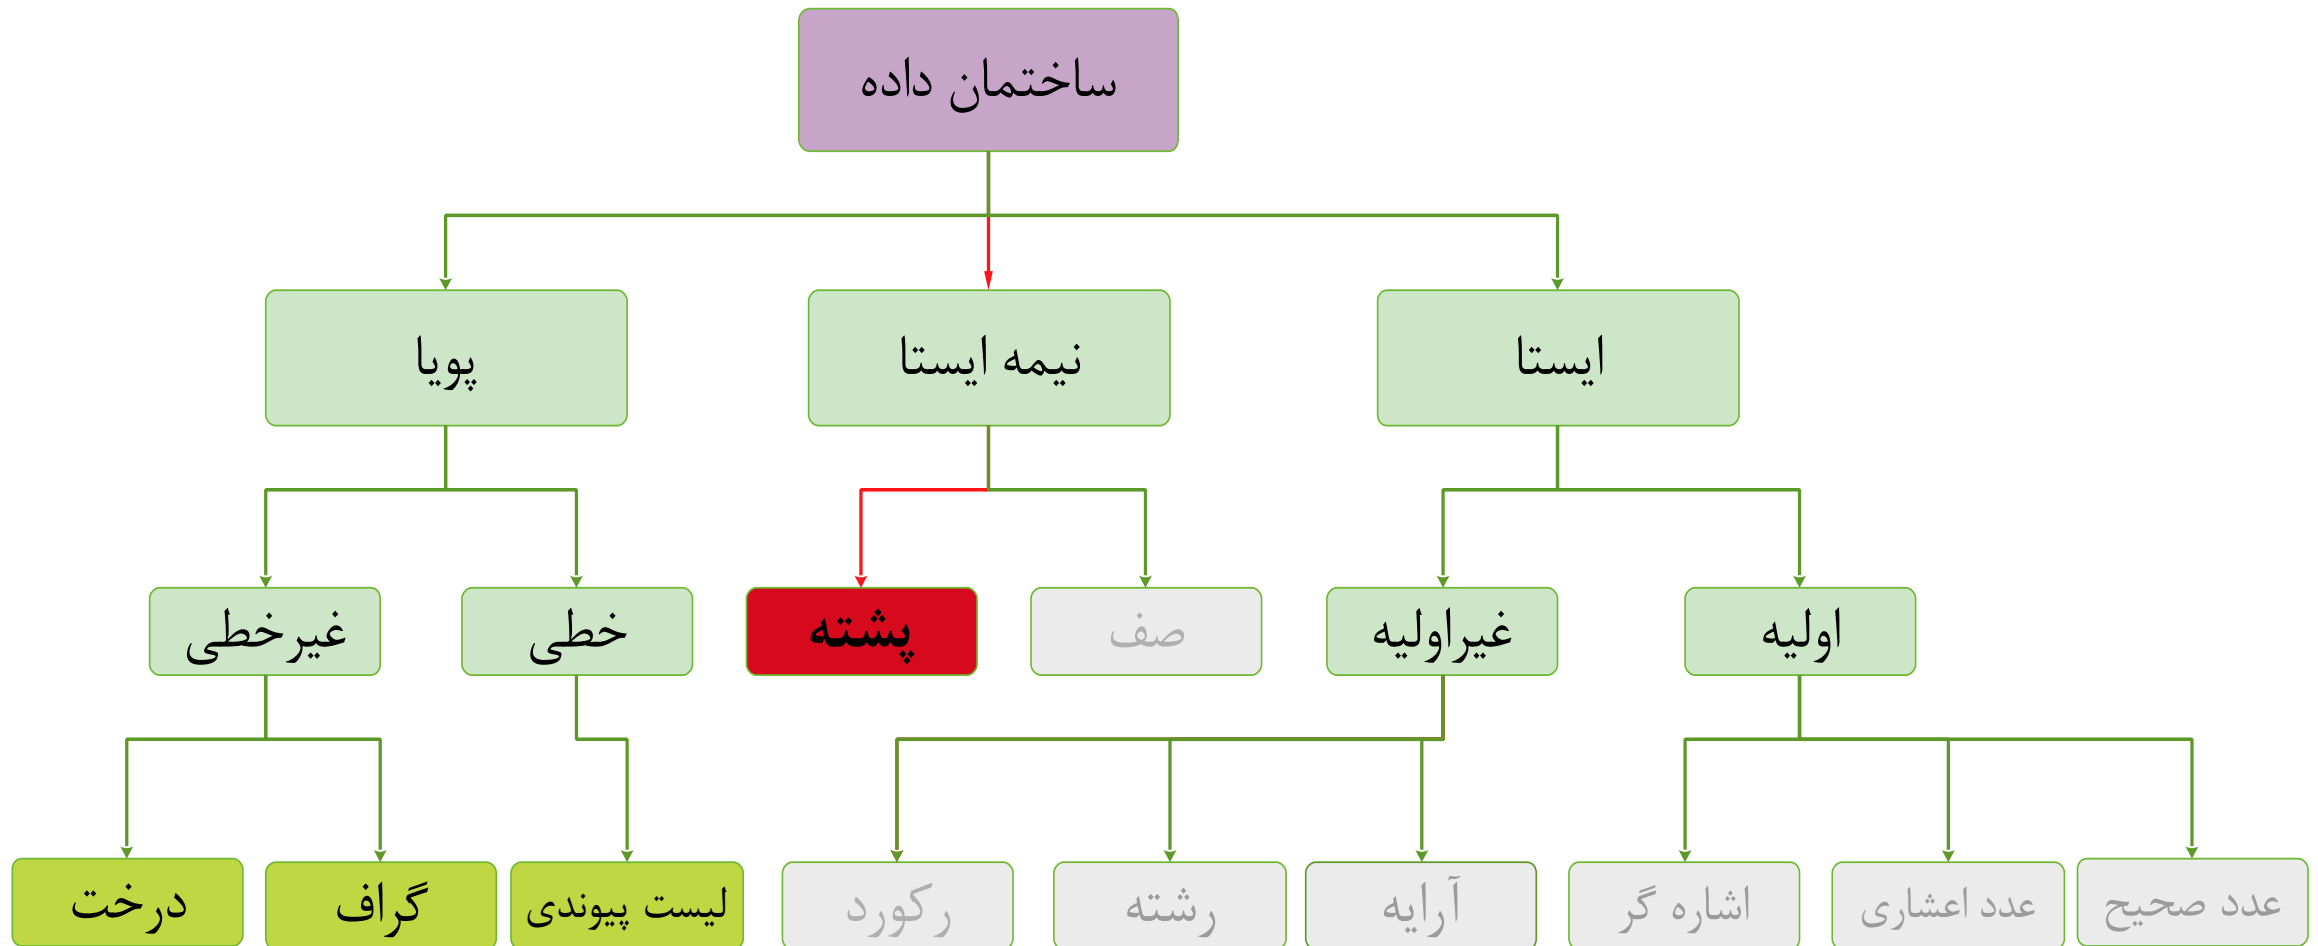 ساختمان داده
ایستا
نیمه ایستا
پویا
اولیه
غیراولیه
صف
پشته
خطی
غیرخطی
عدد صحیح
عدد اعشاری
اشاره گر
آرایه
رشته
رکورد
لیست پیوندی
گراف
درخت